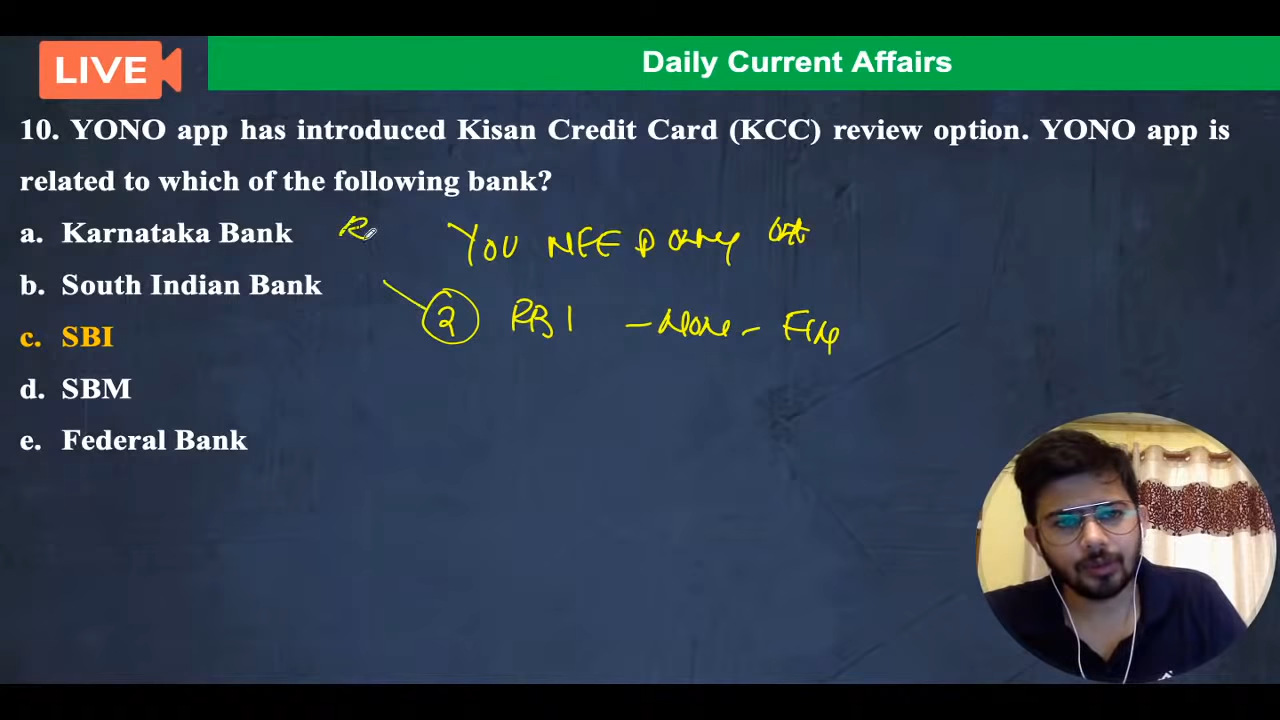 LIVE
Daily Current Affairs
10. YONO app has introduced Kisan Credit Card (KCC) review option. YONO app is
related to which of the following bank?
a. Karnataka Bank
YOU NEED Only
b. South Indian Bank
2 RBI
c. SBI
d. SBM
e. Federal Bank